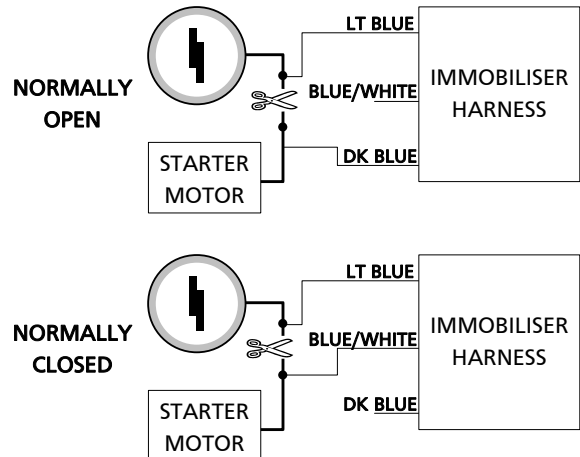 LT BLUE
NORMALLY
OPEN
BLUE/WHITE
IMMOBILISER
HARNESS
STARTER
MOTOR
DK BLUE
LT BLUE
NORMALLY
CLOSED
BLUE/WHITE
IMMOBILISER
HARNESS
STARTER
MOTOR
DK BLUE